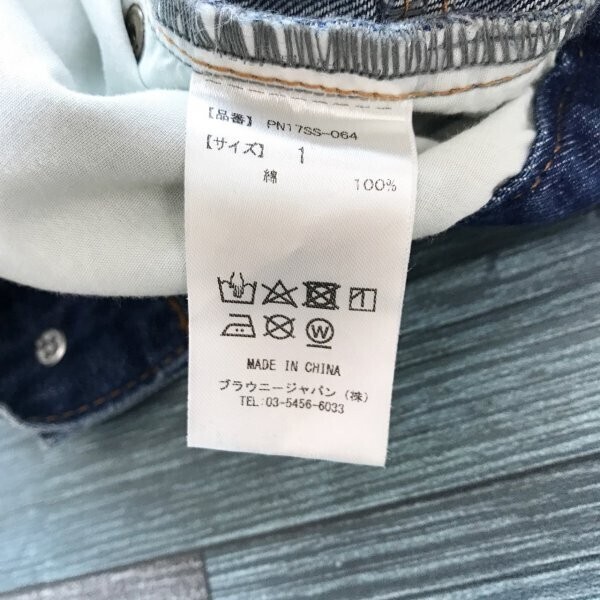 【品番】 PN17SS-064
【サイズ】 1
綿 100%
W
MADE IN CHINA
ブラウニージャパン（株）
TEL:03-5456-6033